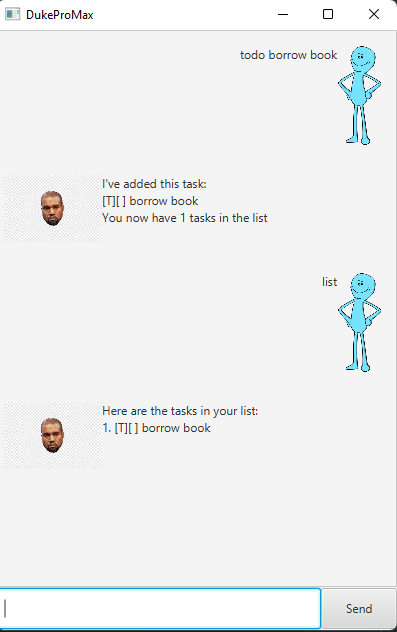 DukeProMax
todo borrow book
I've added this task:
[T][ ] borrow book
You now have 1 tasks in the list
list
Here are the tasks in your list:
1. [T][ ] borrow book
Send